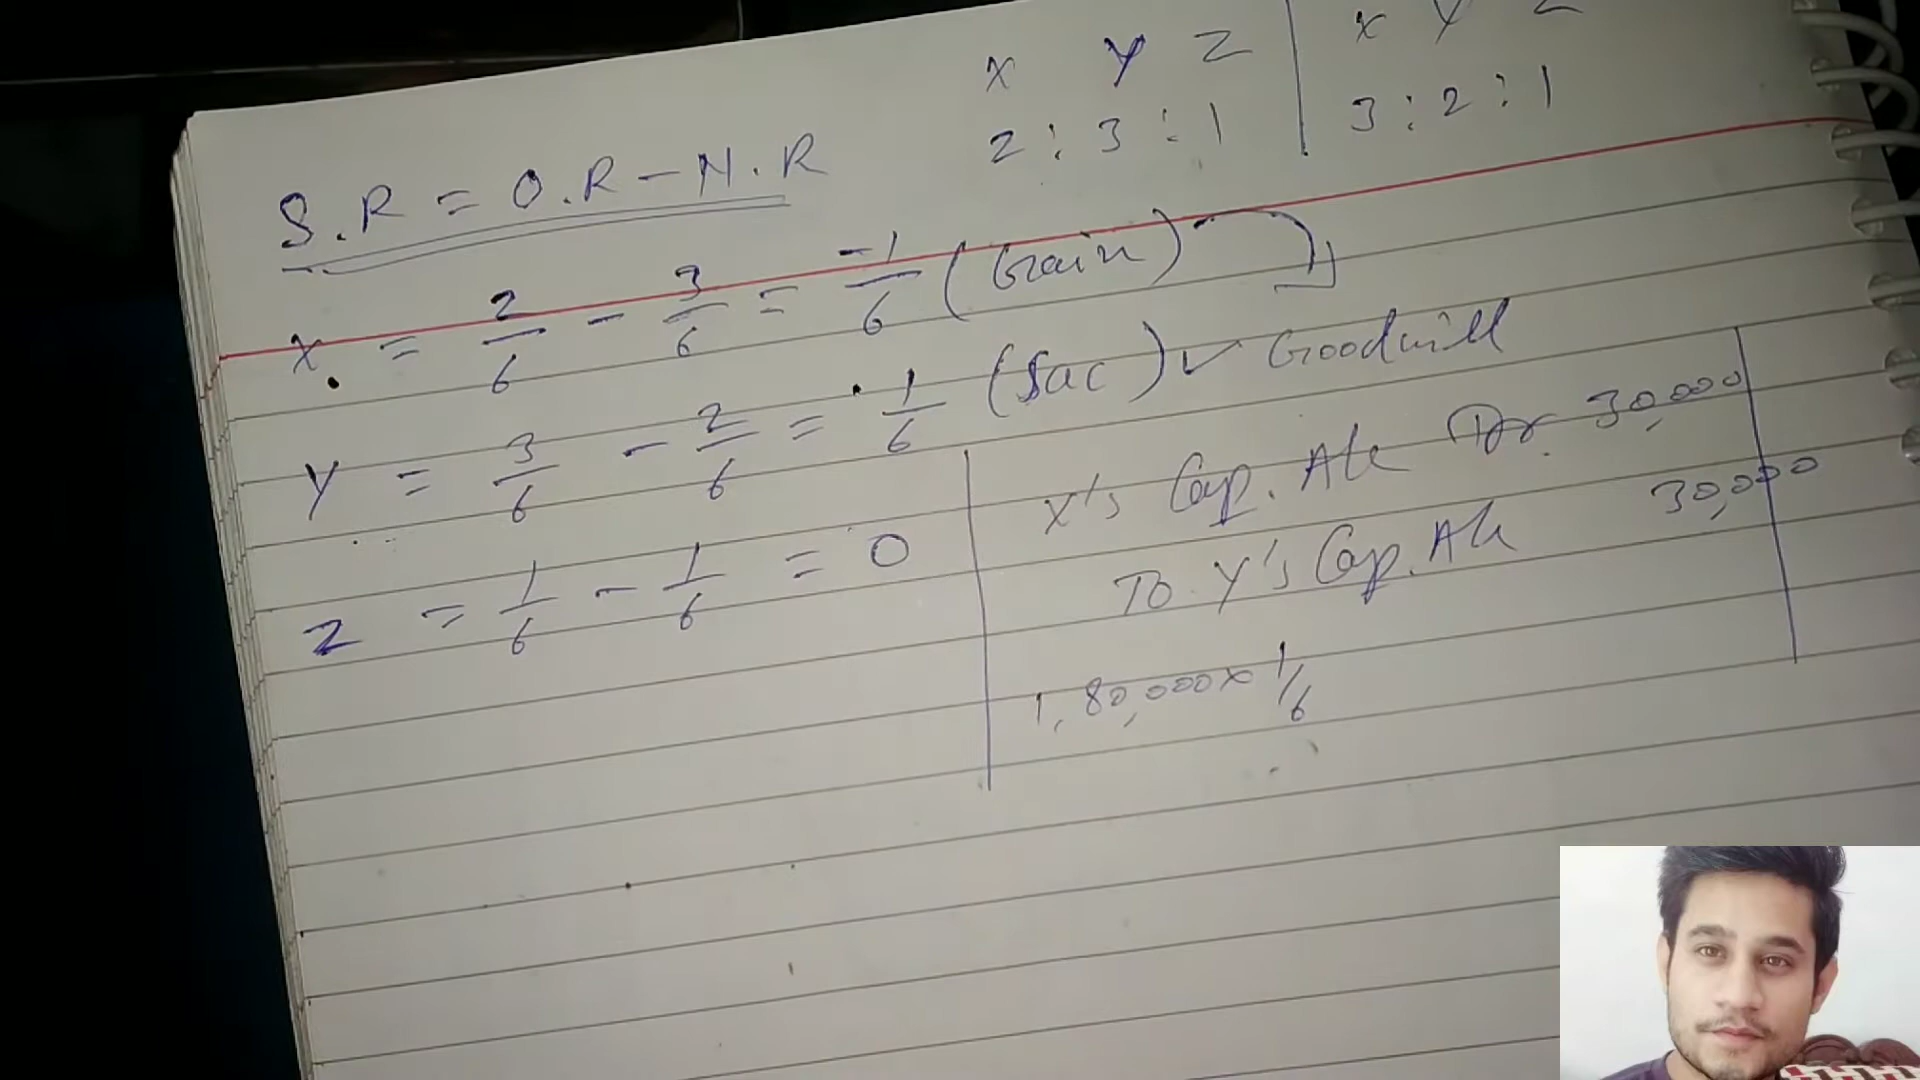 X Y Z | X Y Z
2 : 3 : 1 | 3 : 2 : 1
S.R = O.R - N.R
X = 2/6 - 3/6 = -1/6 (Gain)
Y = 3/6 - 2/6 = 1/6 (Sac) ✓ Goodwill
Z = 1/6 - 1/6 = 0
X's Cap. A/c Dr. 30,000
To Y's Cap. A/c 30,000
1,80,000 x 1/6